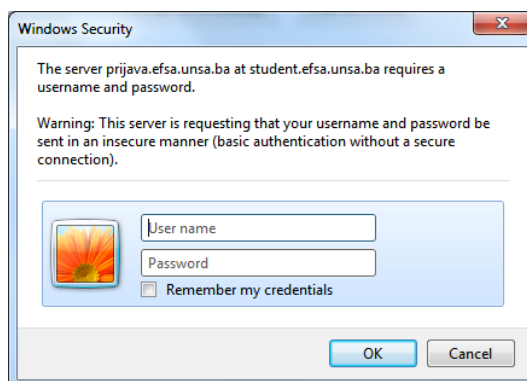 Windows Security
The server prijava.efsa.unsa.ba at student.efsa.unsa.ba requires a
username and password.
Warning: This server is requesting that your username and password be
sent in an insecure manner (basic authentication without a secure
connection).
User name
Password
Remember my credentials
OK
Cancel